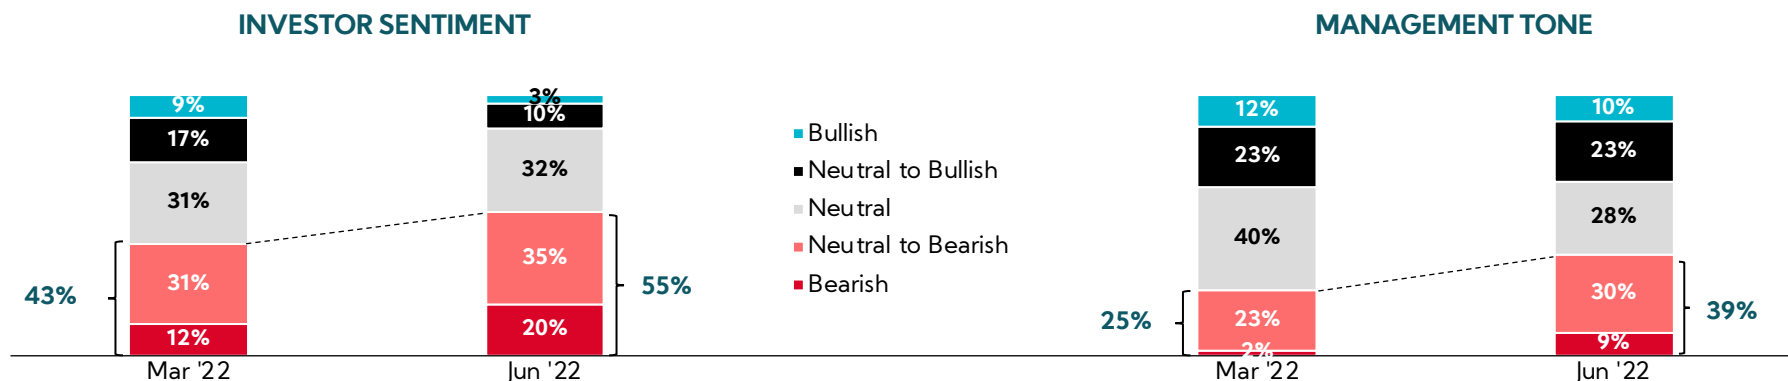 INVESTOR SENTIMENT
9%
17%
31%
31%
12%
43%
Mar '22
3%
10%
32%
35%
20%
55%
Jun '22
Bullish
Neutral to Bullish
Neutral
Neutral to Bearish
Bearish
MANAGEMENT TONE
12%
23%
40%
23%
2%
25%
Mar '22
10%
23%
28%
30%
9%
39%
Jun '22